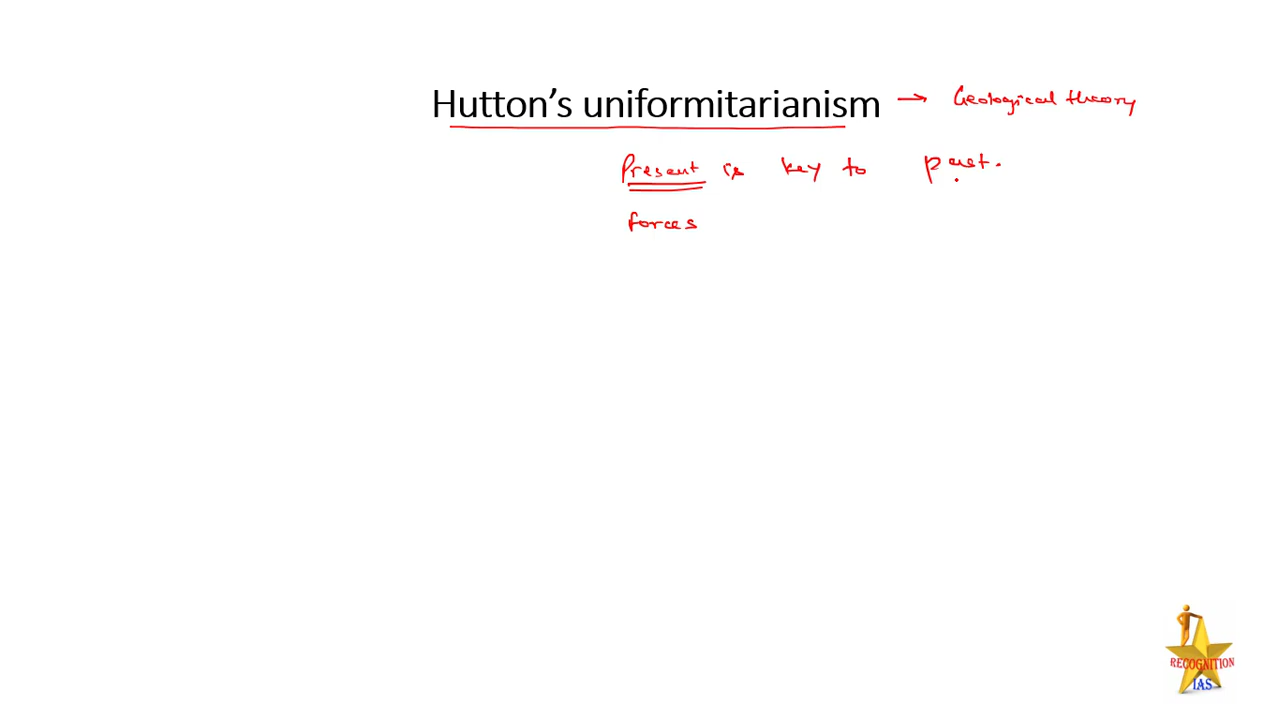 Hutton’s uniformitarianism → Geological theory
Present is key to past.
forces
RECOGNITION
IAS